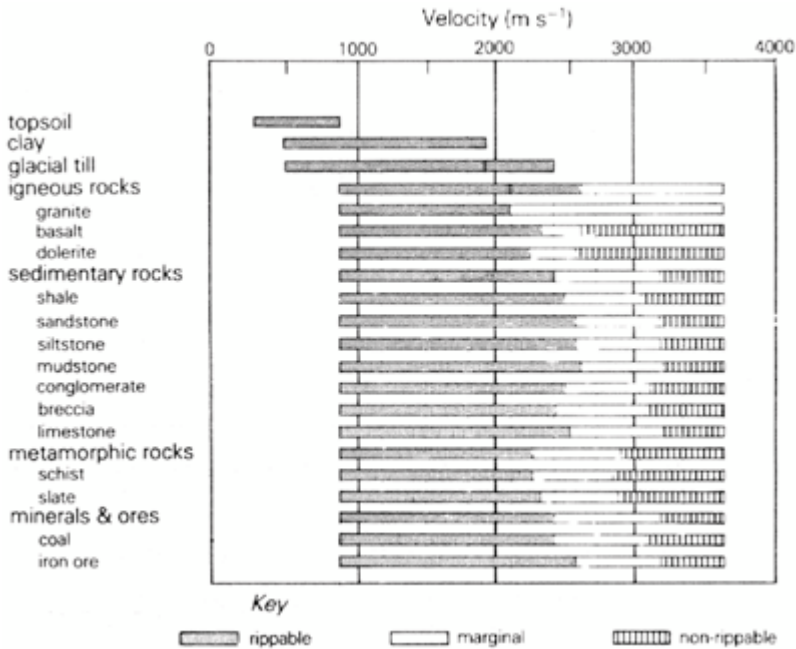 Velocity (m s⁻¹)
0 1000 2000 3000 4000
topsoil
clay
glacial till
igneous rocks
granite
basalt
dolerite
sedimentary rocks
shale
sandstone
siltstone
mudstone
conglomerate
breccia
limestone
metamorphic rocks
schist
slate
minerals & ores
coal
iron ore
Key
rippable marginal non-rippable